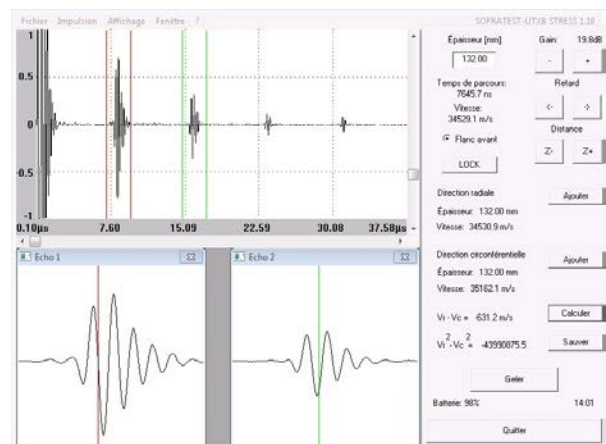 Fichier Impulsion Affichage Fenêtre ?
SOFRATEST-UTXB STRESS 1.10
1
0.5
0
-0.5
-1
0.10µs 7.60 15.09 22.59 30.08 37.58µs
Echo 1
Echo 2
Épaisseur [mm]
132.00
Gain: 19.8dB
- +
Temps de parcours:
7645.7 ns
Vitesse:
34529.1 m/s
Retard
<- ->
Flanc avant
Distance
LOCK
Z- Z+
Direction radiale
Ajouter
Épaisseur: 132.00 mm
Vitesse: 34530.9 m/s
Direction circonférentielle
Ajouter
Épaisseur: 132.00 mm
Vitesse: 35162.1 m/s
Vr - Vc = -631.2 m/s
Calculer
Vr² - Vc² = -43990875.5
Sauver
Geler
Batterie: 98% 14:01
Quitter